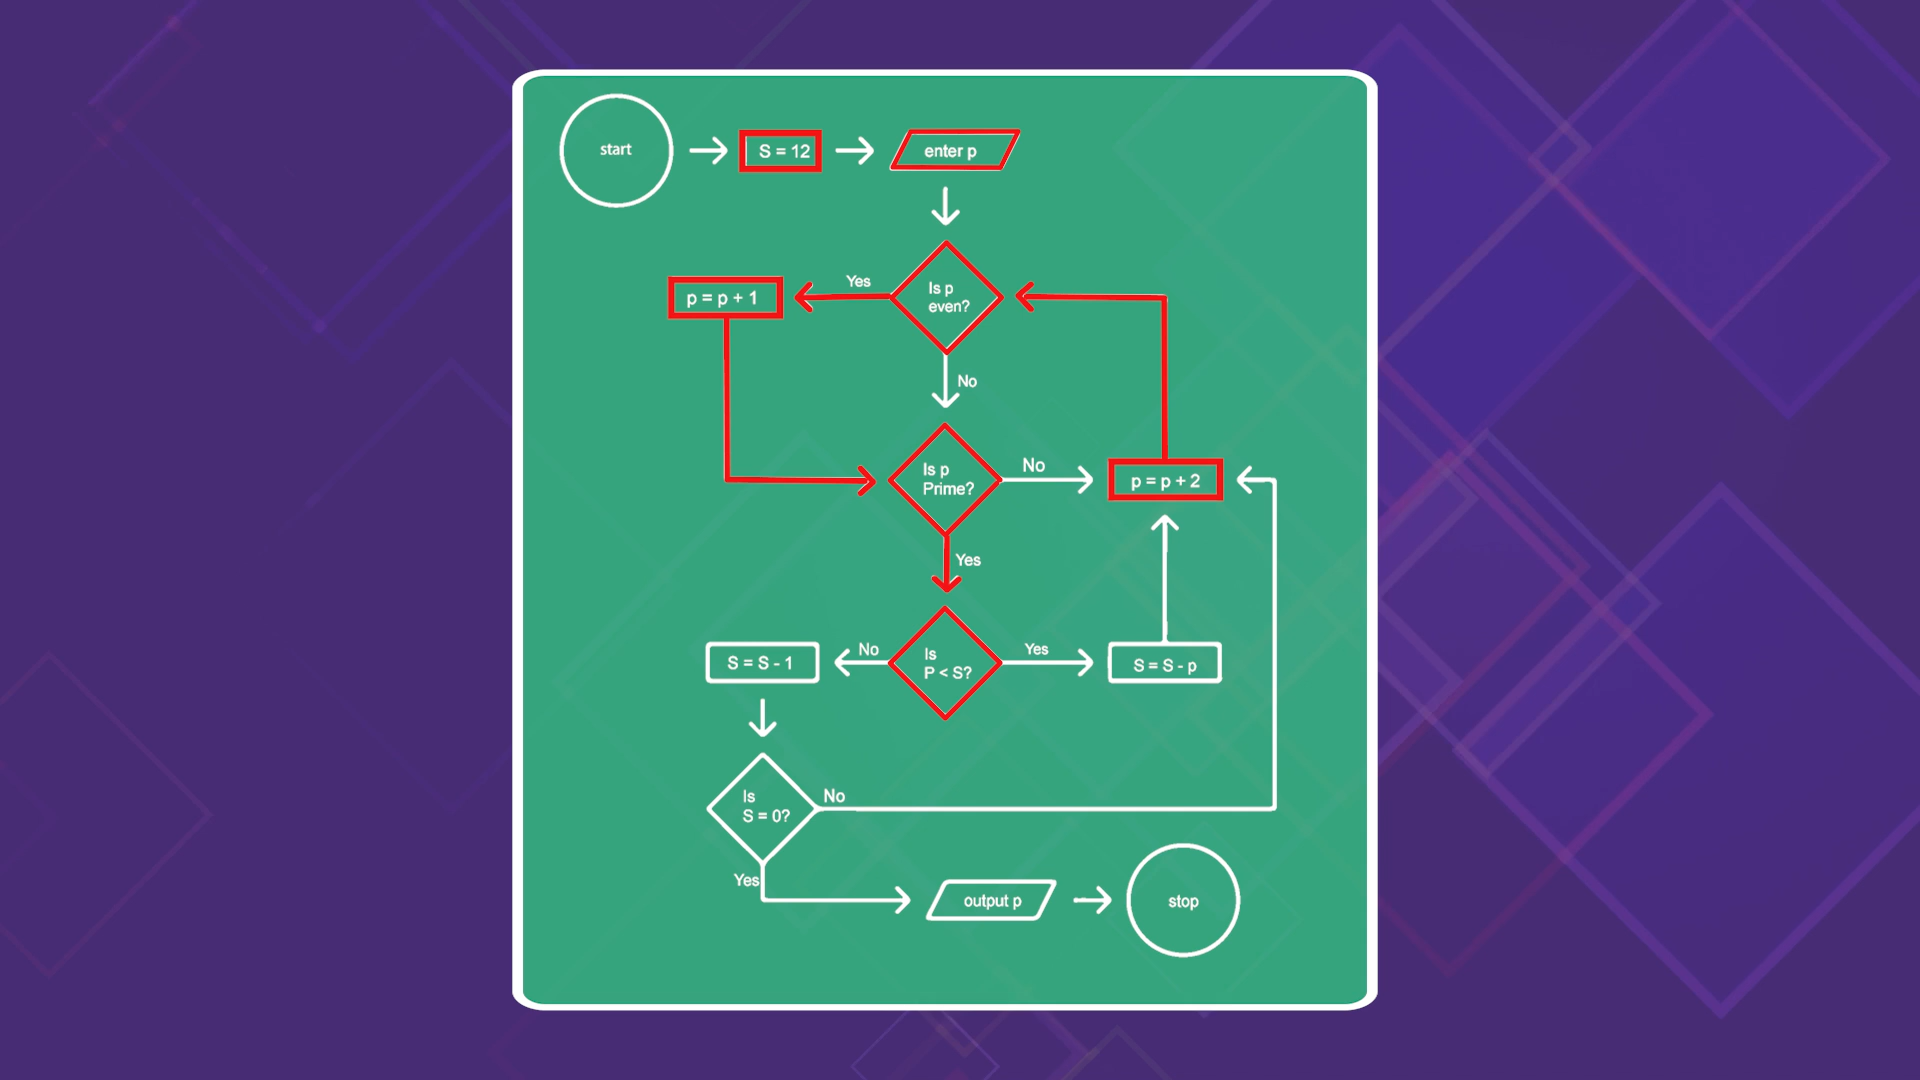 start
S = 12
enter p
Yes
p = p + 1
Is p
even?
No
Is p
Prime?
No
p = p + 2
Yes
Is
P < S?
No
S = S - 1
Yes
S = S - p
Is
S = 0?
No
Yes
output p
stop